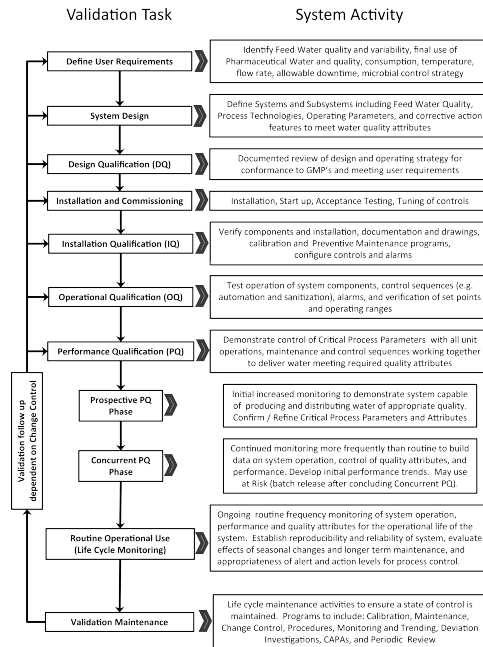 Validation Task
System Activity
Define User Requirements
Identify Feed Water quality and variability, final use of
Pharmaceutical Water and quality, consumption, temperature,
flow rate, allowable downtime, microbial control strategy
System Design
Define Systems and Subsystems including Feed Water Quality,
Process Technologies, Operating Parameters, and corrective action
features to meet water quality attributes
Design Qualification (DQ)
Documented review of design and operating strategy for
conformance to GMP's and meeting user requirements
Installation and Commissioning
Installation, Start up, Acceptance Testing, Tuning of controls
Installation Qualification (IQ)
Verify components and installation, documentation and drawings,
calibration and Preventive Maintenance programs,
configure controls and alarms
Operational Qualification (OQ)
Test operation of system components, control sequences (e.g.
automation and sanitization), alarms, and verification of set points
and operating ranges
Performance Qualification (PQ)
Demonstrate control of Critical Process Parameters with all unit
operations, maintenance and control sequences working together
to deliver water meeting required quality attributes
Prospective PQ
Phase
Initial increased monitoring to demonstrate system capable
of producing and distributing water of appropriate quality.
Confirm / Refine Critical Process Parameters and Attributes
Validation follow up
dependent on Change Control
Concurrent PQ
Phase
Continued monitoring more frequently than routine to build
data on system operation, control of quality attributes, and
performance. Develop initial performance trends. May use
at Risk (batch release after concluding Concurrent PQ).
Routine Operational Use
(Life Cycle Monitoring)
Ongoing routine frequency monitoring of system operation,
performance and quality attributes for the operational life of the
system. Establish reproducibility and reliability of system, evaluate
effects of seasonal changes and longer term maintenance, and
appropriateness of alert and action levels for process control.
Validation Maintenance
Life cycle maintenance activities to ensure a state of control is
maintained. Programs to include: Calibration, Maintenance,
Change Control, Procedures, Monitoring and Trending, Deviation
Investigations, CAPAs, and Periodic Review